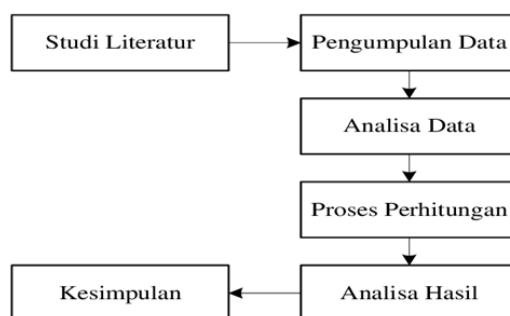 Studi Literatur
Pengumpulan Data
Analisa Data
Proses Perhitungan
Analisa Hasil
Kesimpulan